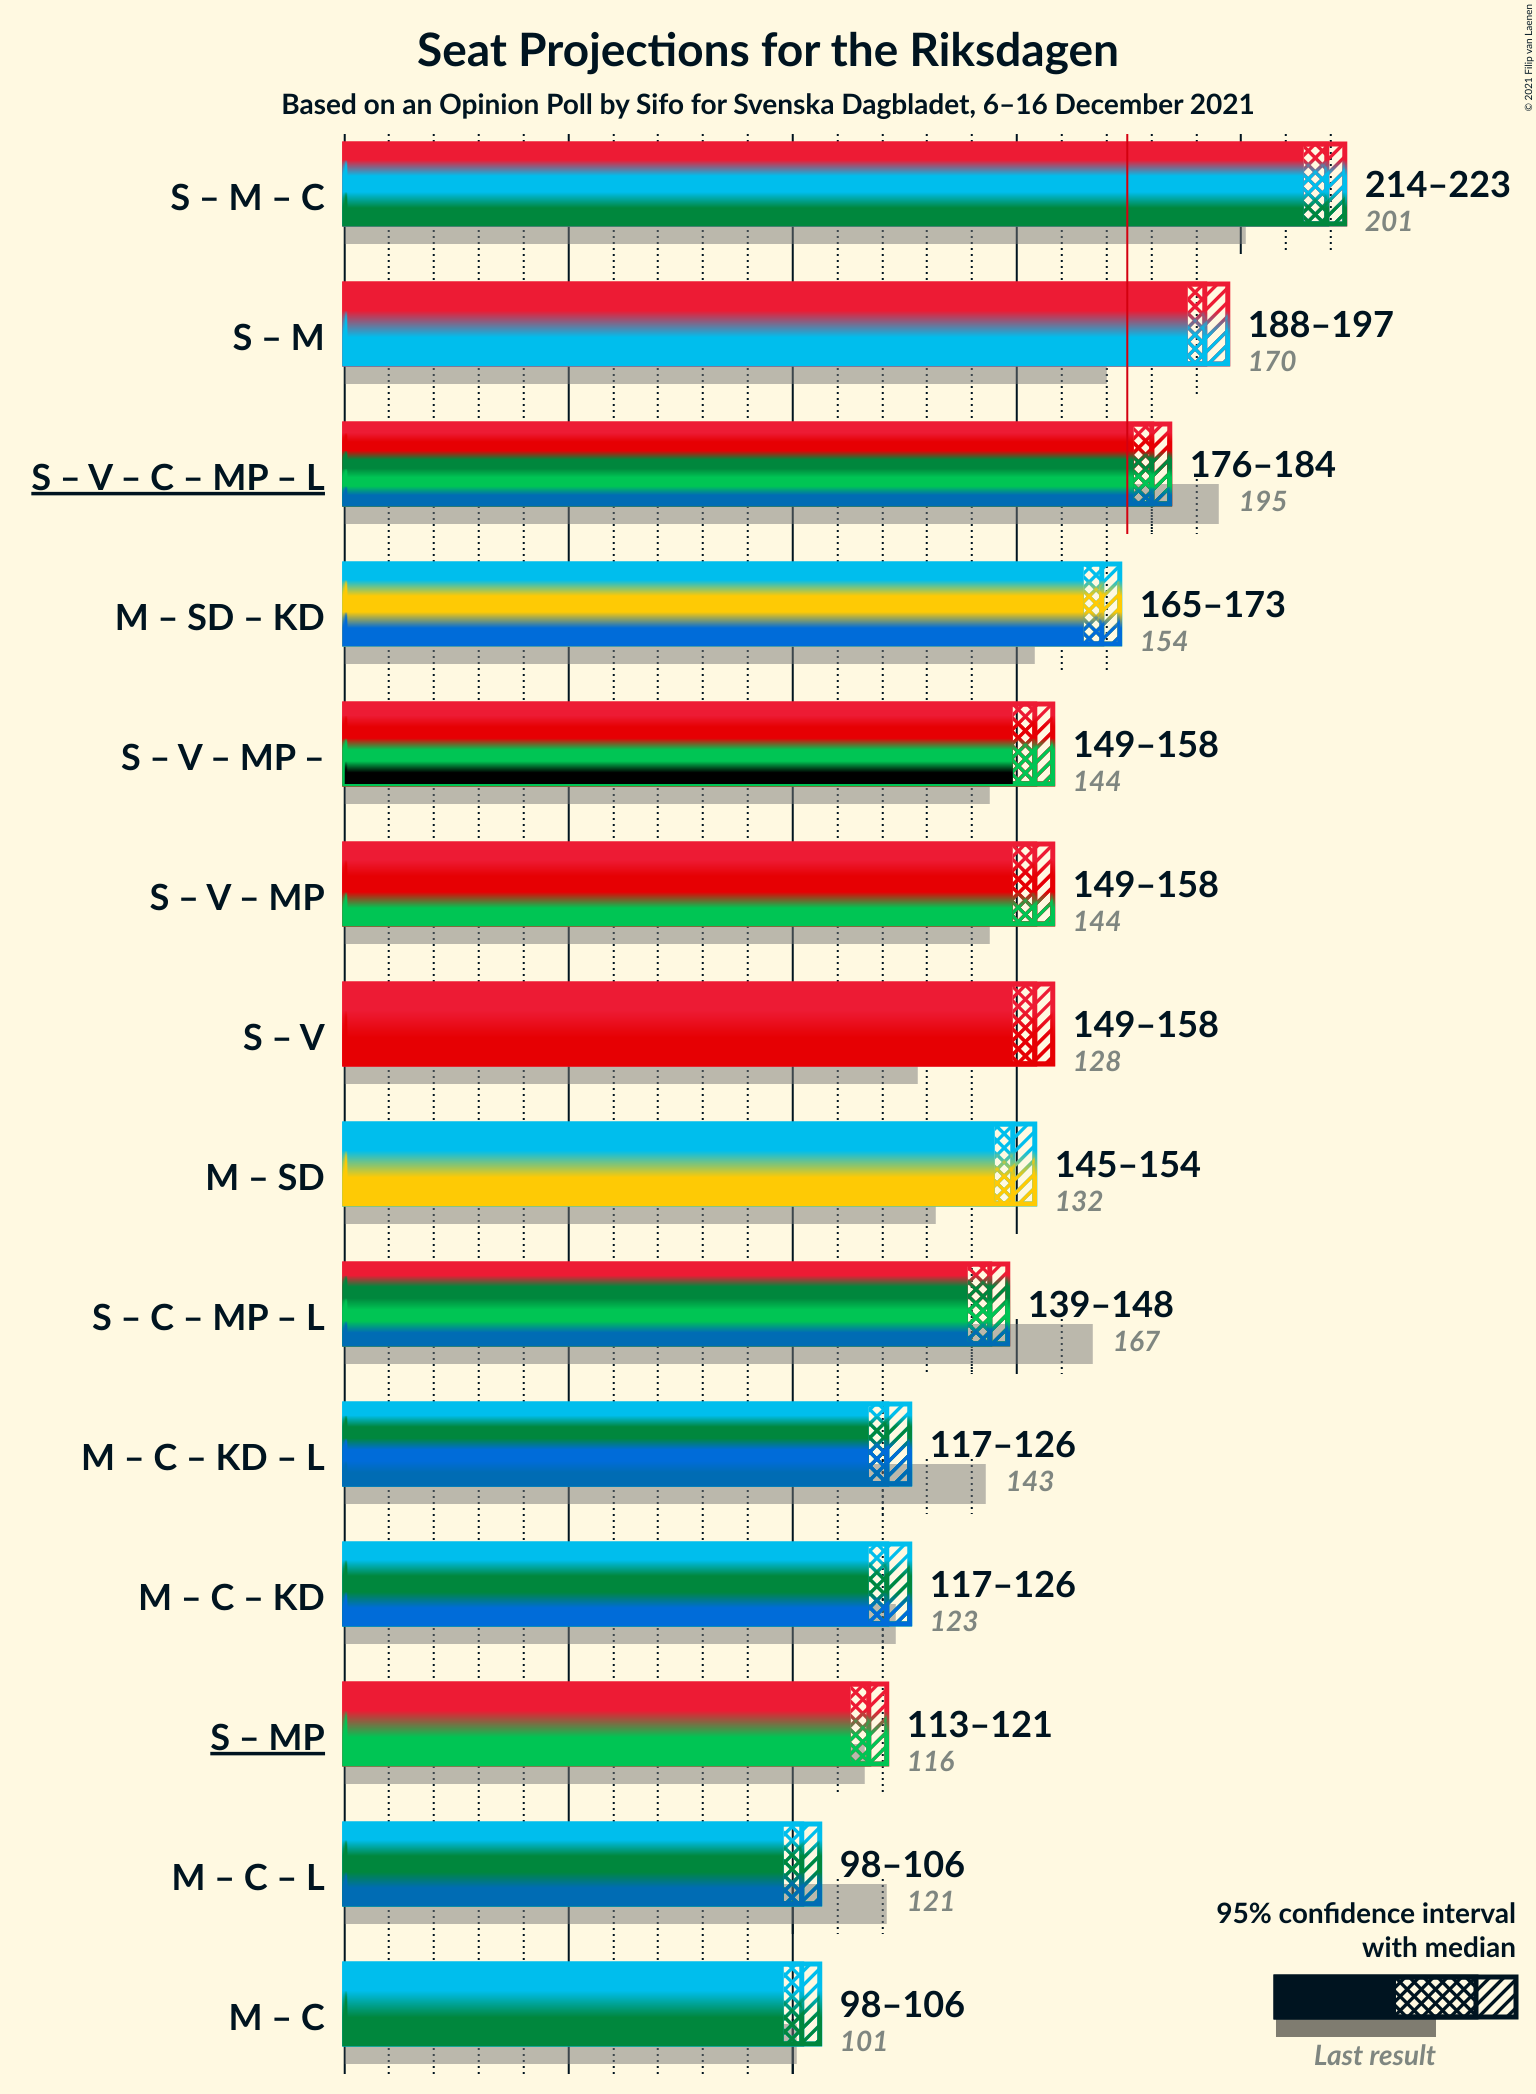 Seat Projections for the Riksdagen
Based on an Opinion Poll by Sifo for Svenska Dagbladet, 6–16 December 2021
© 2021 Filip van Laenen
S – M – C
214–223
201
S – M
188–197
170
S – V – C – MP – L
176–184
195
M – SD – KD
165–173
154
S – V – MP –
149–158
144
S – V – MP
149–158
144
S – V
149–158
128
M – SD
145–154
132
S – C – MP – L
139–148
167
M – C – KD – L
117–126
143
M – C – KD
117–126
123
S – MP
113–121
116
M – C – L
98–106
121
M – C
98–106
101
95% confidence interval
with median
Last result